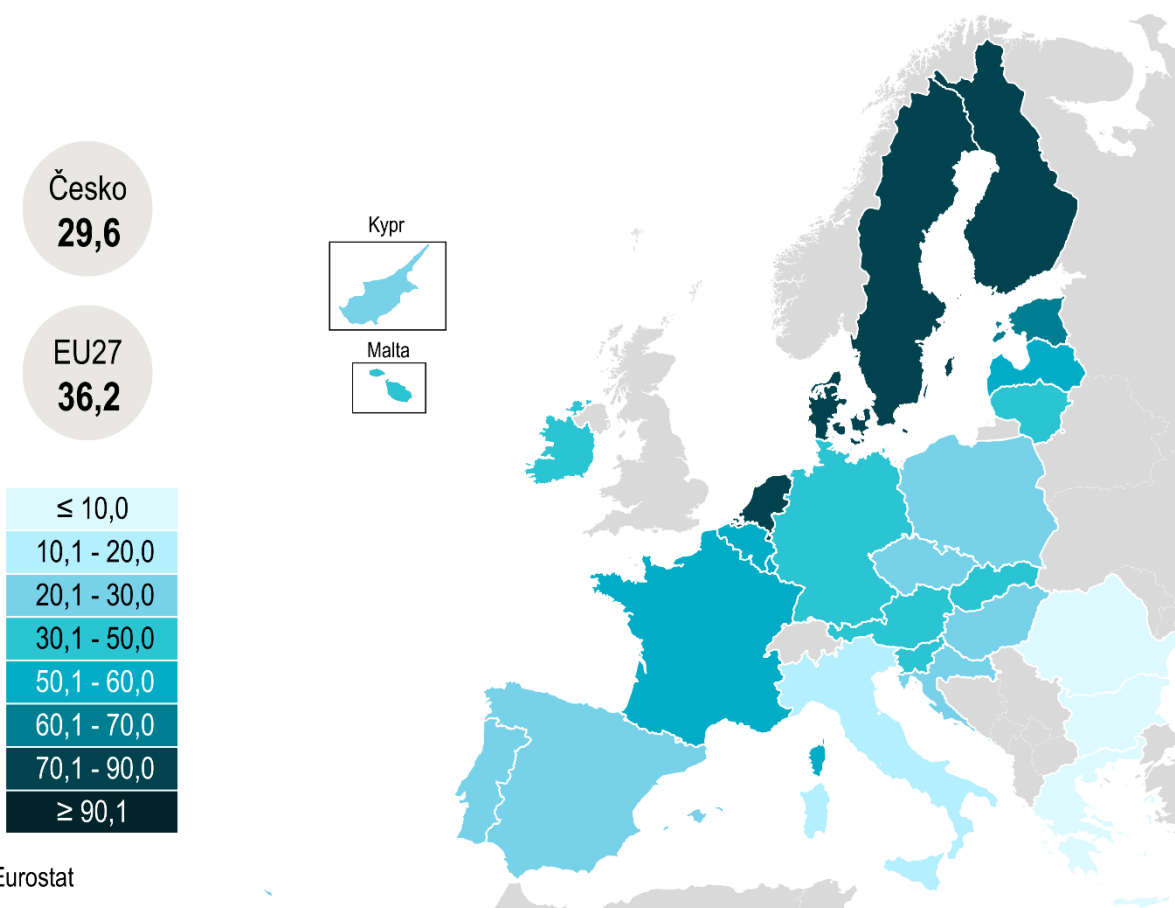 Česko
29,6
EU27
36,2
Kypr
Malta
≤ 10,0
10,1 - 20,0
20,1 - 30,0
30,1 - 50,0
50,1 - 60,0
60,1 - 70,0
70,1 - 90,0
≥ 90,1
Eurostat